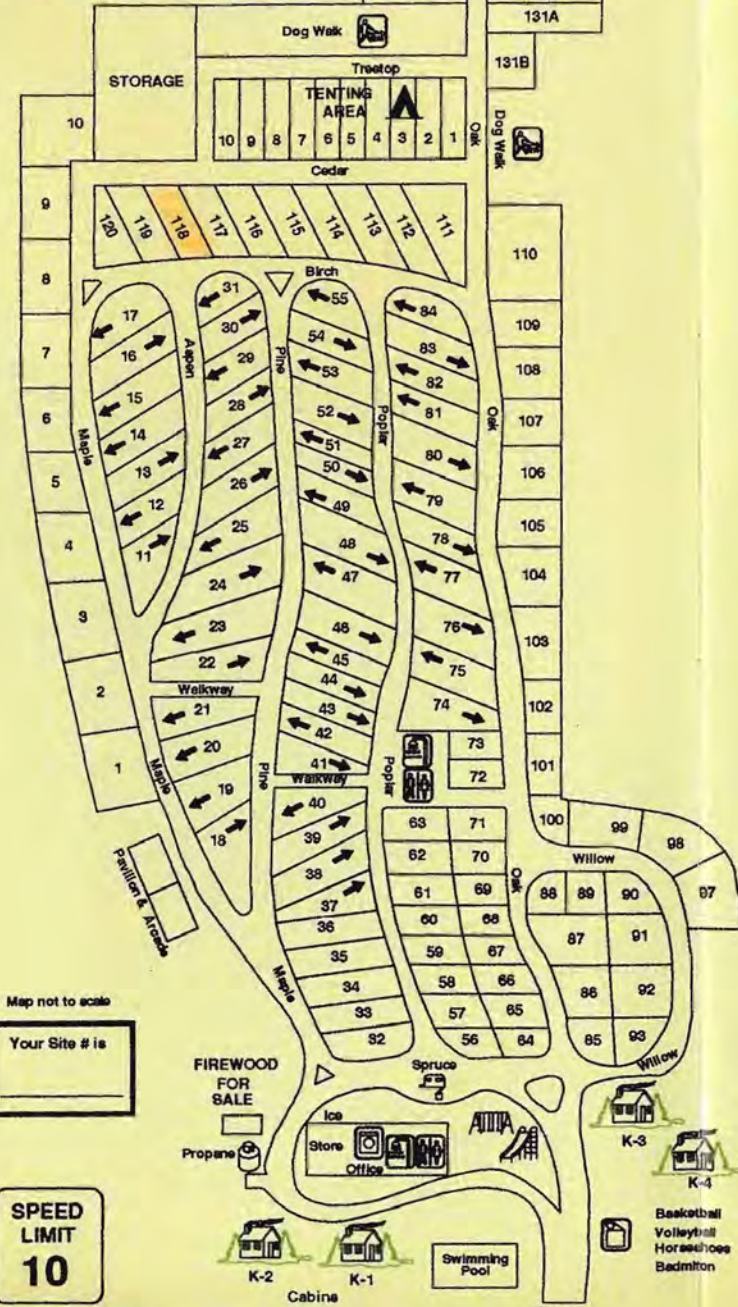 131A
Dog Walk
131B
STORAGE
Treetop
TENTING
AREA
10 9 8 7 6 5 4 3 2 1
Oak
Dog Walk
10
Cedar
9
120 119 118 117 116 115 114 113 112 111
110
8
Birch
31 55 84
17 30 54 83 109
16 Aspen 29 Pine 53 82 108
7
15 28 52 Poplar 81 Oak 107
6
Maple 14 27 51 80 106
13 26 50 79
5
12 25 49 78 105
11 24 48 77 104
4
47
23 46 76 103
3
22 45 75
Walkway 44 74 102
2
21 43 73
20 42 72 101
1
Maple 19 Pine 41 Poplar
Walkway
18 40 63 71 100 99 98
39 62 70 Willow 97
Pavilion & Arcade
38 61 69 Oak 88 89 90
37 60 68 87 91
36 59 67
35 58 66 86 92
Maple 34 57 65
33 56 64 85 93
32
Willow
Map not to scale
Your Site # is
FIREWOOD
FOR
SALE
Spruce
Ice
Store
Office
Propane
K-3
K-4
SPEED
LIMIT
10
K-2
K-1
Cabins
Swimming
Pool
Basketball
Volleyball
Horseshoes
Badmiton